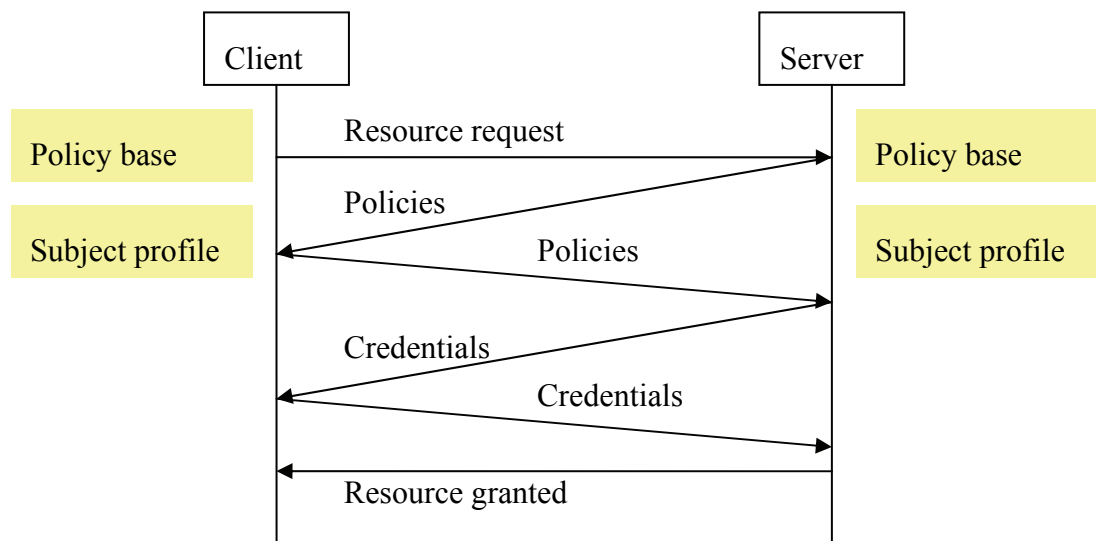 Client
Server
Resource request
Policy base
Policy base
Policies
Subject profile
Policies
Subject profile
Credentials
Credentials
Resource granted